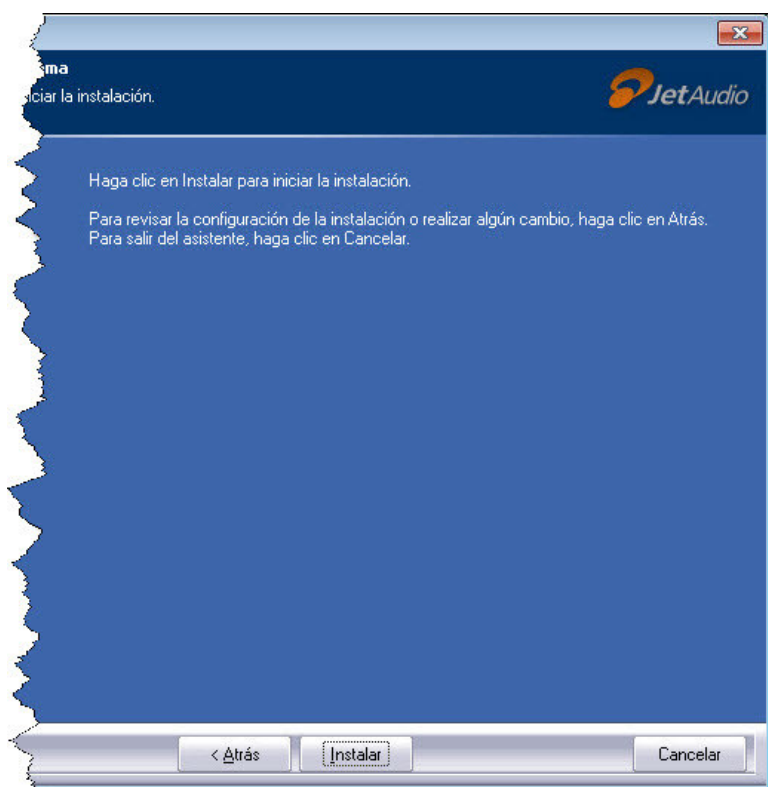 ma
ciar la instalación.
JetAudio
Haga clic en Instalar para iniciar la instalación.
Para revisar la configuración de la instalación o realizar algún cambio, haga clic en Atrás.
Para salir del asistente, haga clic en Cancelar.
< Atrás
Instalar
Cancelar